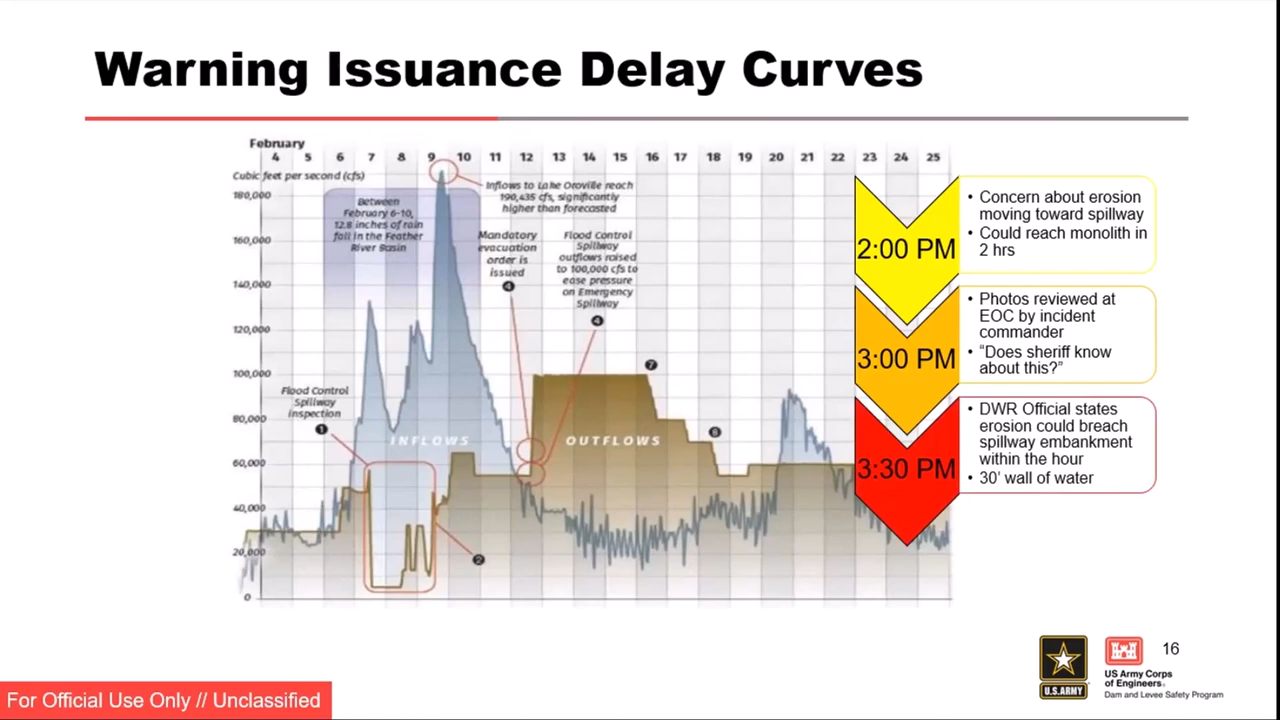 Warning Issuance Delay Curves
February
4 5 6 7 8 9 10 11 12 13 14 15 16 17 18 19 20 21 22 23 24 25
Cubic feet per second (cfs)
180,000
160,000
140,000
120,000
100,000
80,000
60,000
40,000
20,000
0
Between
February 6-10,
12.8 inches of rain
fall in the Feather
River Basin
Inflows to Lake Oroville reach
190,435 cfs, significantly
higher than forecasted
Mandatory
evacuation
order is
issued
4
Flood Control
Spillway
outflows raised
to 100,000 cfs to
ease pressure
on Emergency
Spillway
4
Flood Control
Spillway
inspection
1
INFLOWS
OUTFLOWS
2
7
8
2:00 PM
• Concern about erosion
moving toward spillway
• Could reach monolith in
2 hrs
3:00 PM
• Photos reviewed at
EOC by incident
commander
• "Does sheriff know
about this?"
3:30 PM
• DWR Official states
erosion could breach
spillway embankment
within the hour
• 30' wall of water
U.S. ARMY
US Army Corps
of Engineers®
Dam and Levee Safety Program
16
For Official Use Only // Unclassified